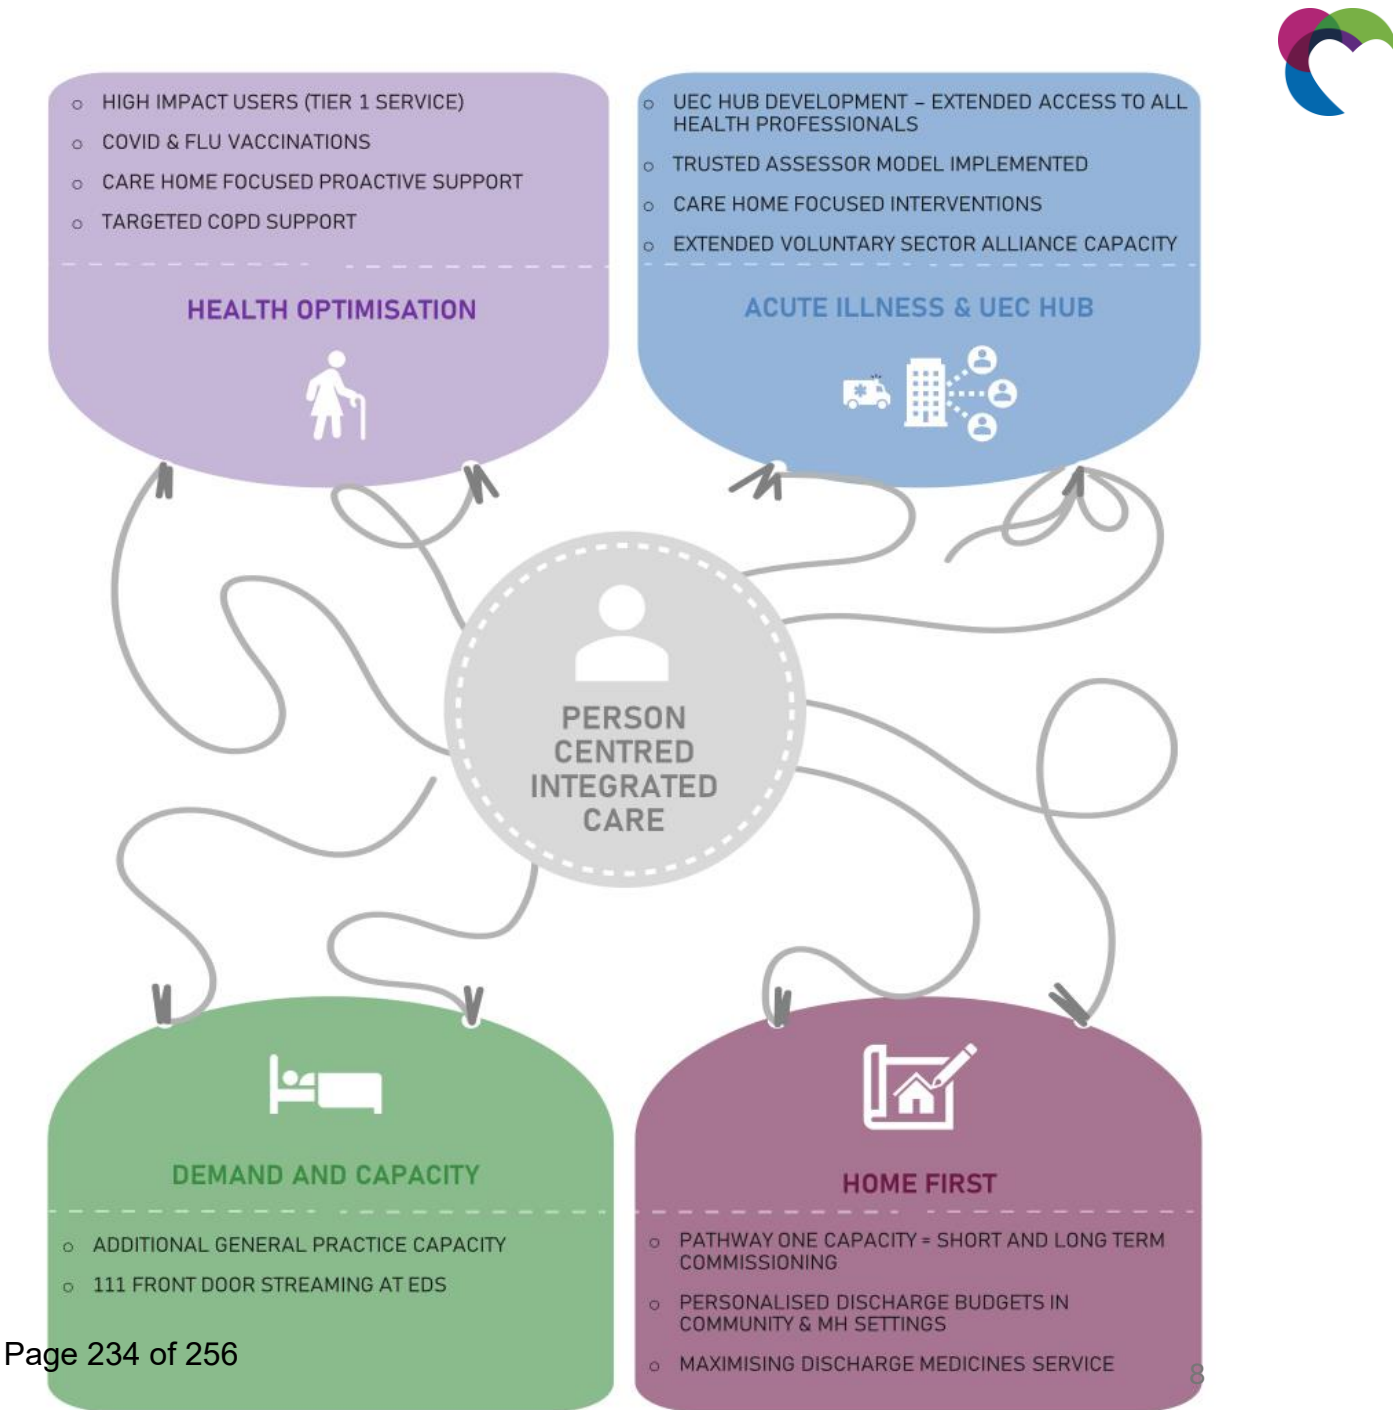 o HIGH IMPACT USERS (TIER 1 SERVICE)
o COVID & FLU VACCINATIONS
o CARE HOME FOCUSED PROACTIVE SUPPORT
o TARGETED COPD SUPPORT
HEALTH OPTIMISATION
o UEC HUB DEVELOPMENT – EXTENDED ACCESS TO ALL
HEALTH PROFESSIONALS
o TRUSTED ASSESSOR MODEL IMPLEMENTED
o CARE HOME FOCUSED INTERVENTIONS
o EXTENDED VOLUNTARY SECTOR ALLIANCE CAPACITY
ACUTE ILLNESS & UEC HUB
PERSON
CENTRED
INTEGRATED
CARE
DEMAND AND CAPACITY
o ADDITIONAL GENERAL PRACTICE CAPACITY
o 111 FRONT DOOR STREAMING AT EDS
HOME FIRST
o PATHWAY ONE CAPACITY = SHORT AND LONG TERM
COMMISSIONING
o PERSONALISED DISCHARGE BUDGETS IN
COMMUNITY & MH SETTINGS
o MAXIMISING DISCHARGE MEDICINES SERVICE
Page 234 of 256
8